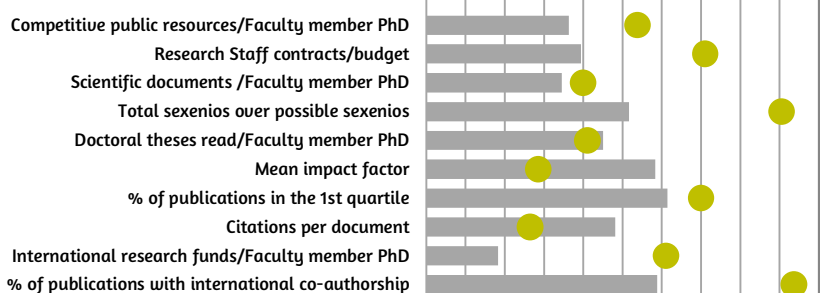 Competitive public resources/Faculty member PhD
Research Staff contracts/budget
Scientific documents /Faculty member PhD
Total sexenios over possible sexenios
Doctoral theses read/Faculty member PhD
Mean impact factor
% of publications in the 1st quartile
Citations per document
International research funds/Faculty member PhD
% of publications with international co-authorship